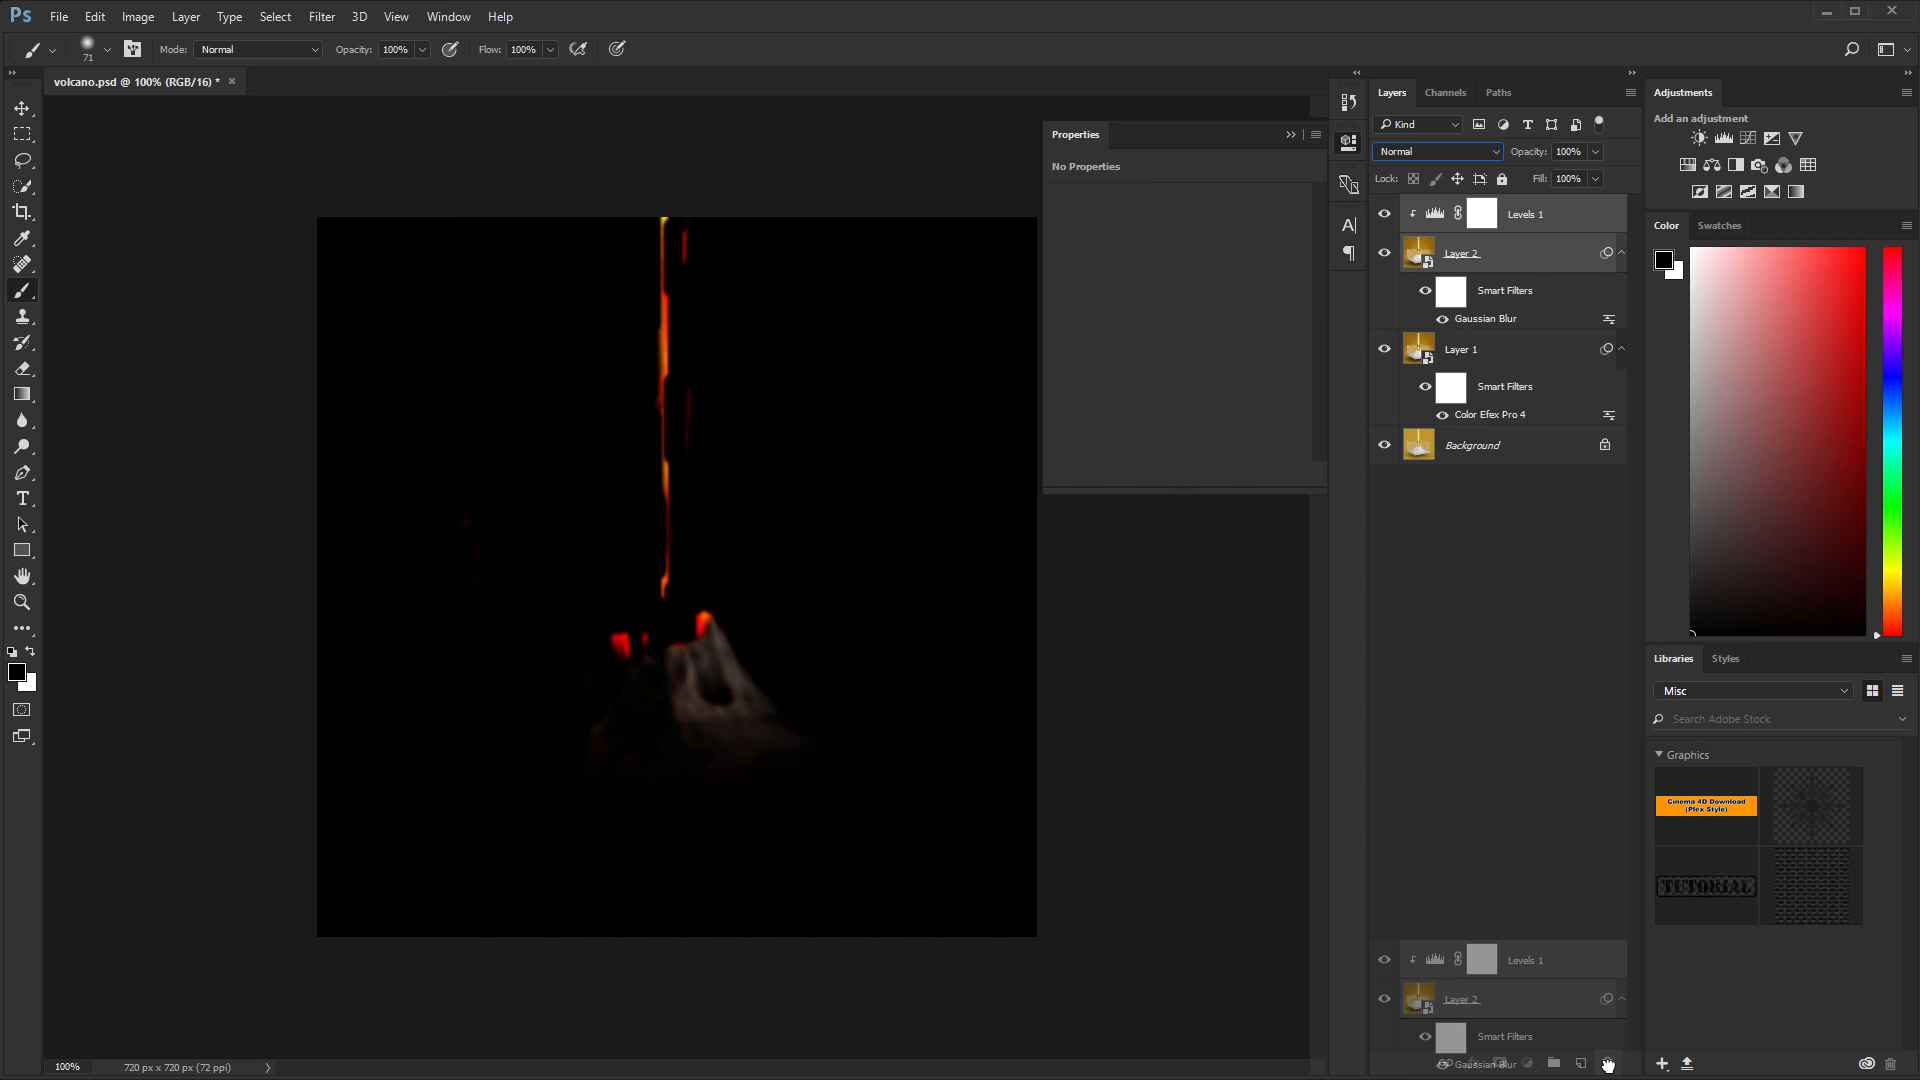 Ps File Edit Image Layer Type Select Filter 3D View Window Help
71 Mode: Normal Opacity: 100% Flow: 100%
volcano.psd @ 100% (RGB/16) *
Properties
No Properties
Layers Channels Paths
Kind
Normal Opacity: 100%
Lock: Fill: 100%
Levels 1
Layer 2
Smart Filters
Gaussian Blur
Layer 1
Smart Filters
Color Efex Pro 4
Background
Levels 1
Layer 2
Smart Filters
Gaussian Blur
Adjustments
Add an adjustment
Color Swatches
Libraries Styles
Misc
Search Adobe Stock
Graphics
Cinema 4D Download
(Plex Style)
TUTORIAL
100% 720 px x 720 px (72 ppi)